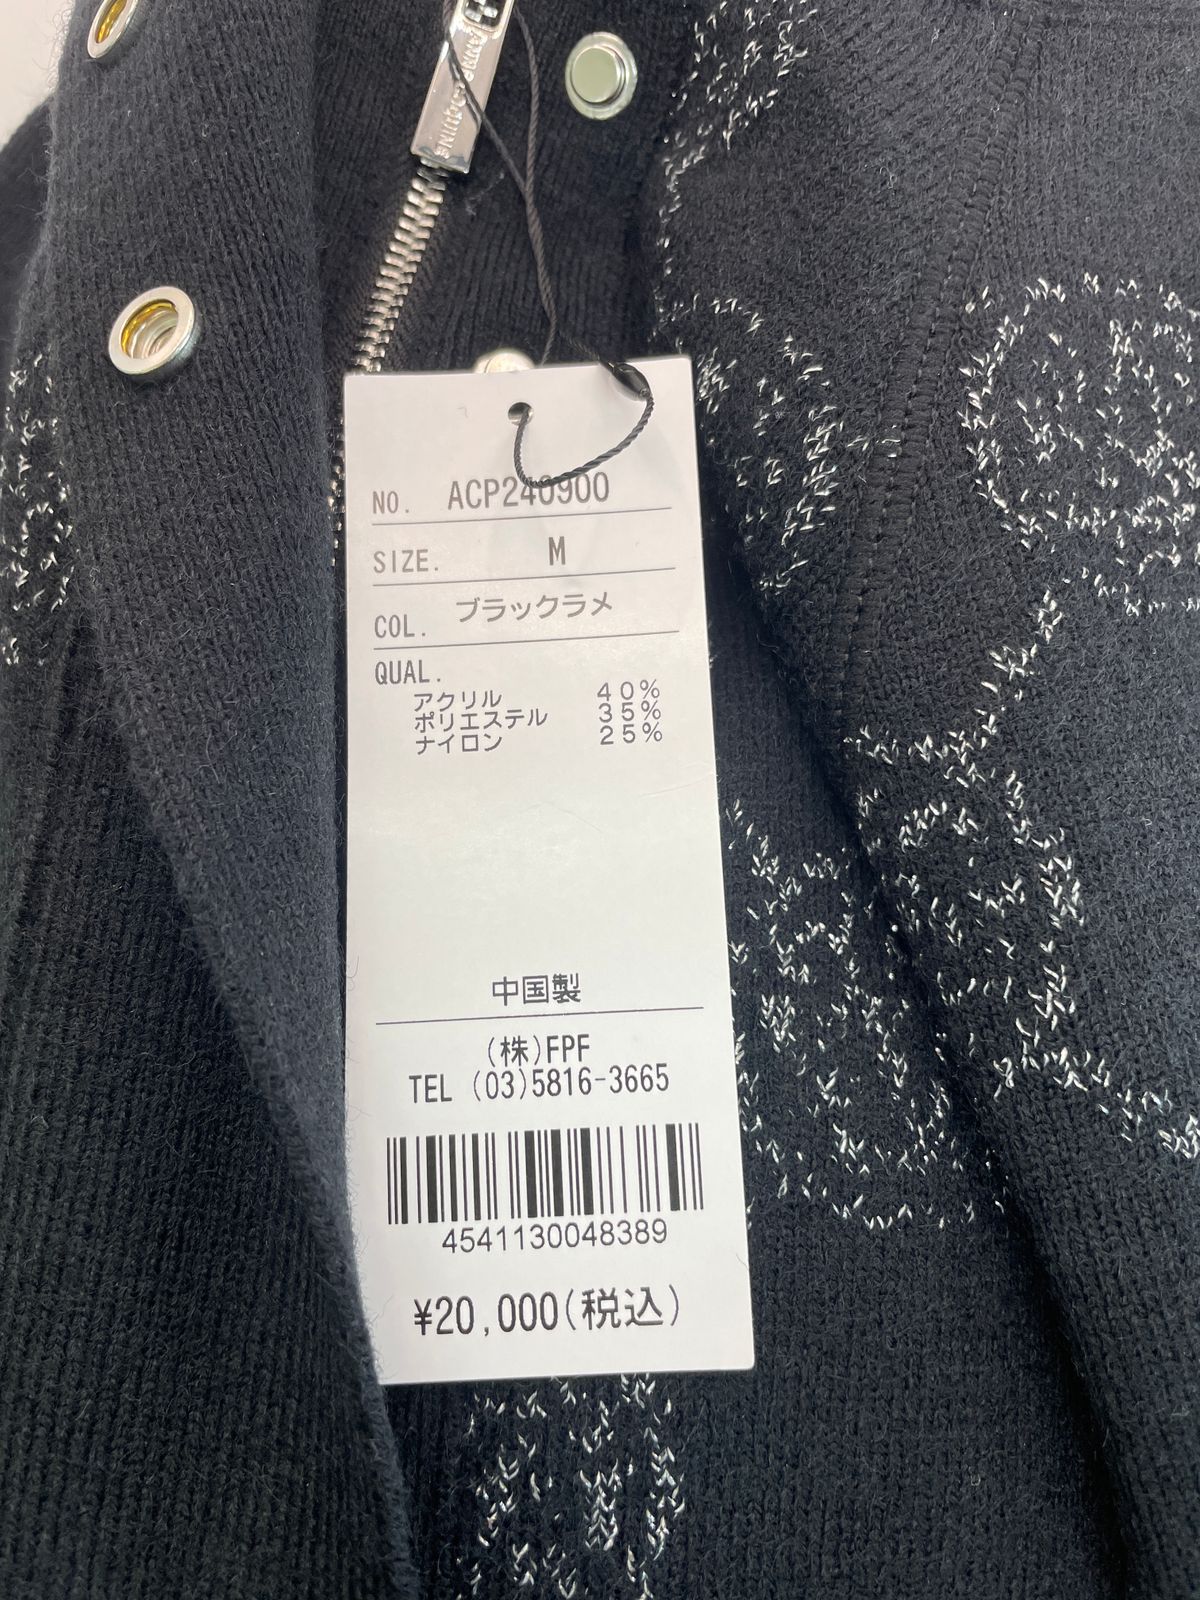 NO. ACP240900
SIZE. M
COL. ブラックラメ
QUAL.
アクリル 40%
ポリエステル 35%
ナイロン 25%
中国製
(株)FPF
TEL (03)5816-3665
4541130048389
¥20,000(税込)